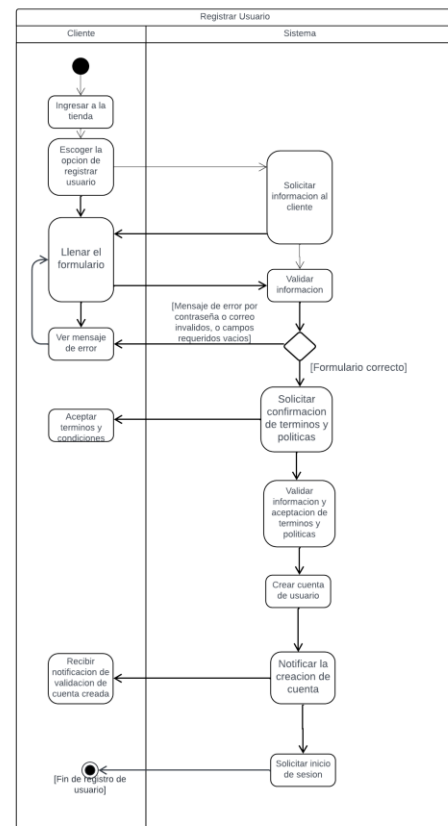 Registrar Usuario
Cliente
Sistema
Ingresar a la
tienda
Escoger la
opcion de
registrar
usuario
Solicitar
informacion al
cliente
Llenar el
formulario
Validar
informacion
[Mensaje de error por
contraseña o correo
invalidos, o campos
requeridos vacios]
Ver mensaje
de error
[Formulario correcto]
Solicitar
confirmacion
de terminos y
politicas
Aceptar
terminos y
condiciones
Validar
informacion y
aceptacion de
terminos y
politicas
Crear cuenta
de usuario
Notificar la
creacion de
cuenta
Recibir
notificacion de
validacion de
cuenta creada
Solicitar inicio
de sesion
[Fin de registro de
usuario]